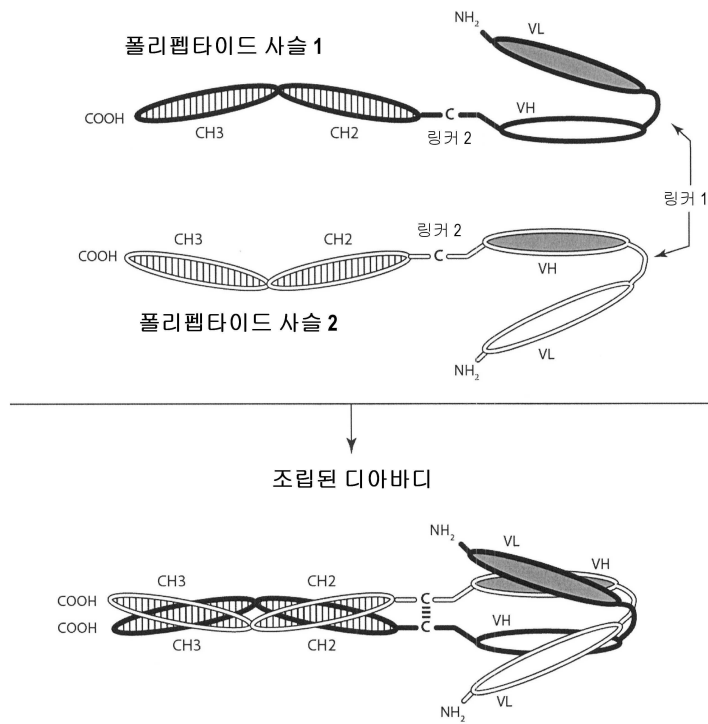 폴리펩타이드 사슬 1
NH2
VL
COOH
CH3
CH2
C
링커 2
VH
링커 1
COOH
CH3
CH2
링커 2
C
VH
폴리펩타이드 사슬 2
NH2
VL
조립된 디아바디
NH2
VL
VH
CH3
CH2
COOH
C
COOH
C
CH3
CH2
VH
NH2
VL